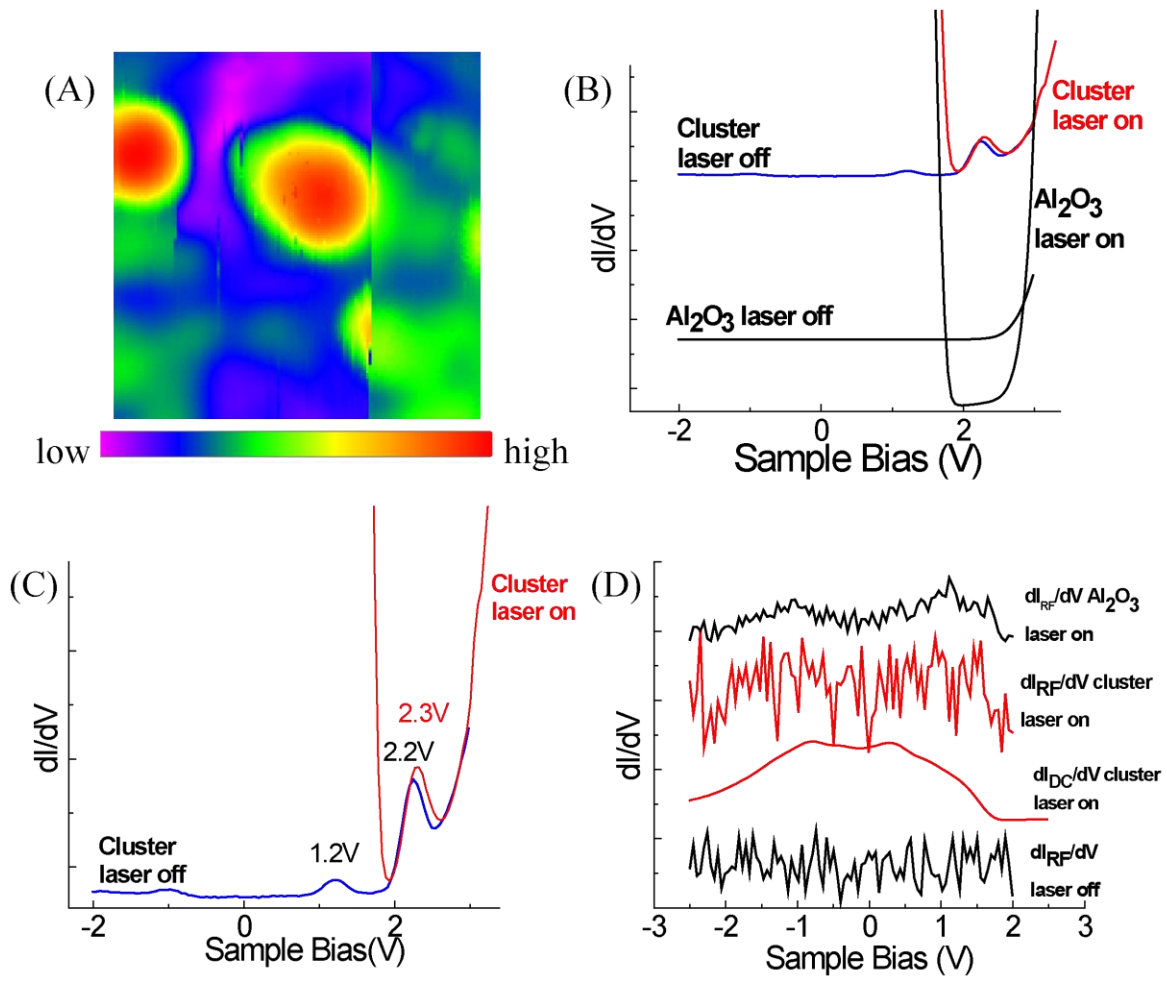 (A)
low
high
(B)
dI/dV
Cluster
laser off
Cluster
laser on
Al2O3
laser on
Al2O3 laser off
-2
0
2
Sample Bias (V)
(C)
dI/dV
Cluster
laser on
2.3V
2.2V
1.2V
Cluster
laser off
-2
0
2
Sample Bias(V)
(D)
dI/dV
dIRF/dV Al2O3
laser on
dIRF/dV cluster
laser on
dIDC/dV cluster
laser on
dIRF/dV
laser off
-3
-2
-1
0
1
2
3
Sample Bias (V)